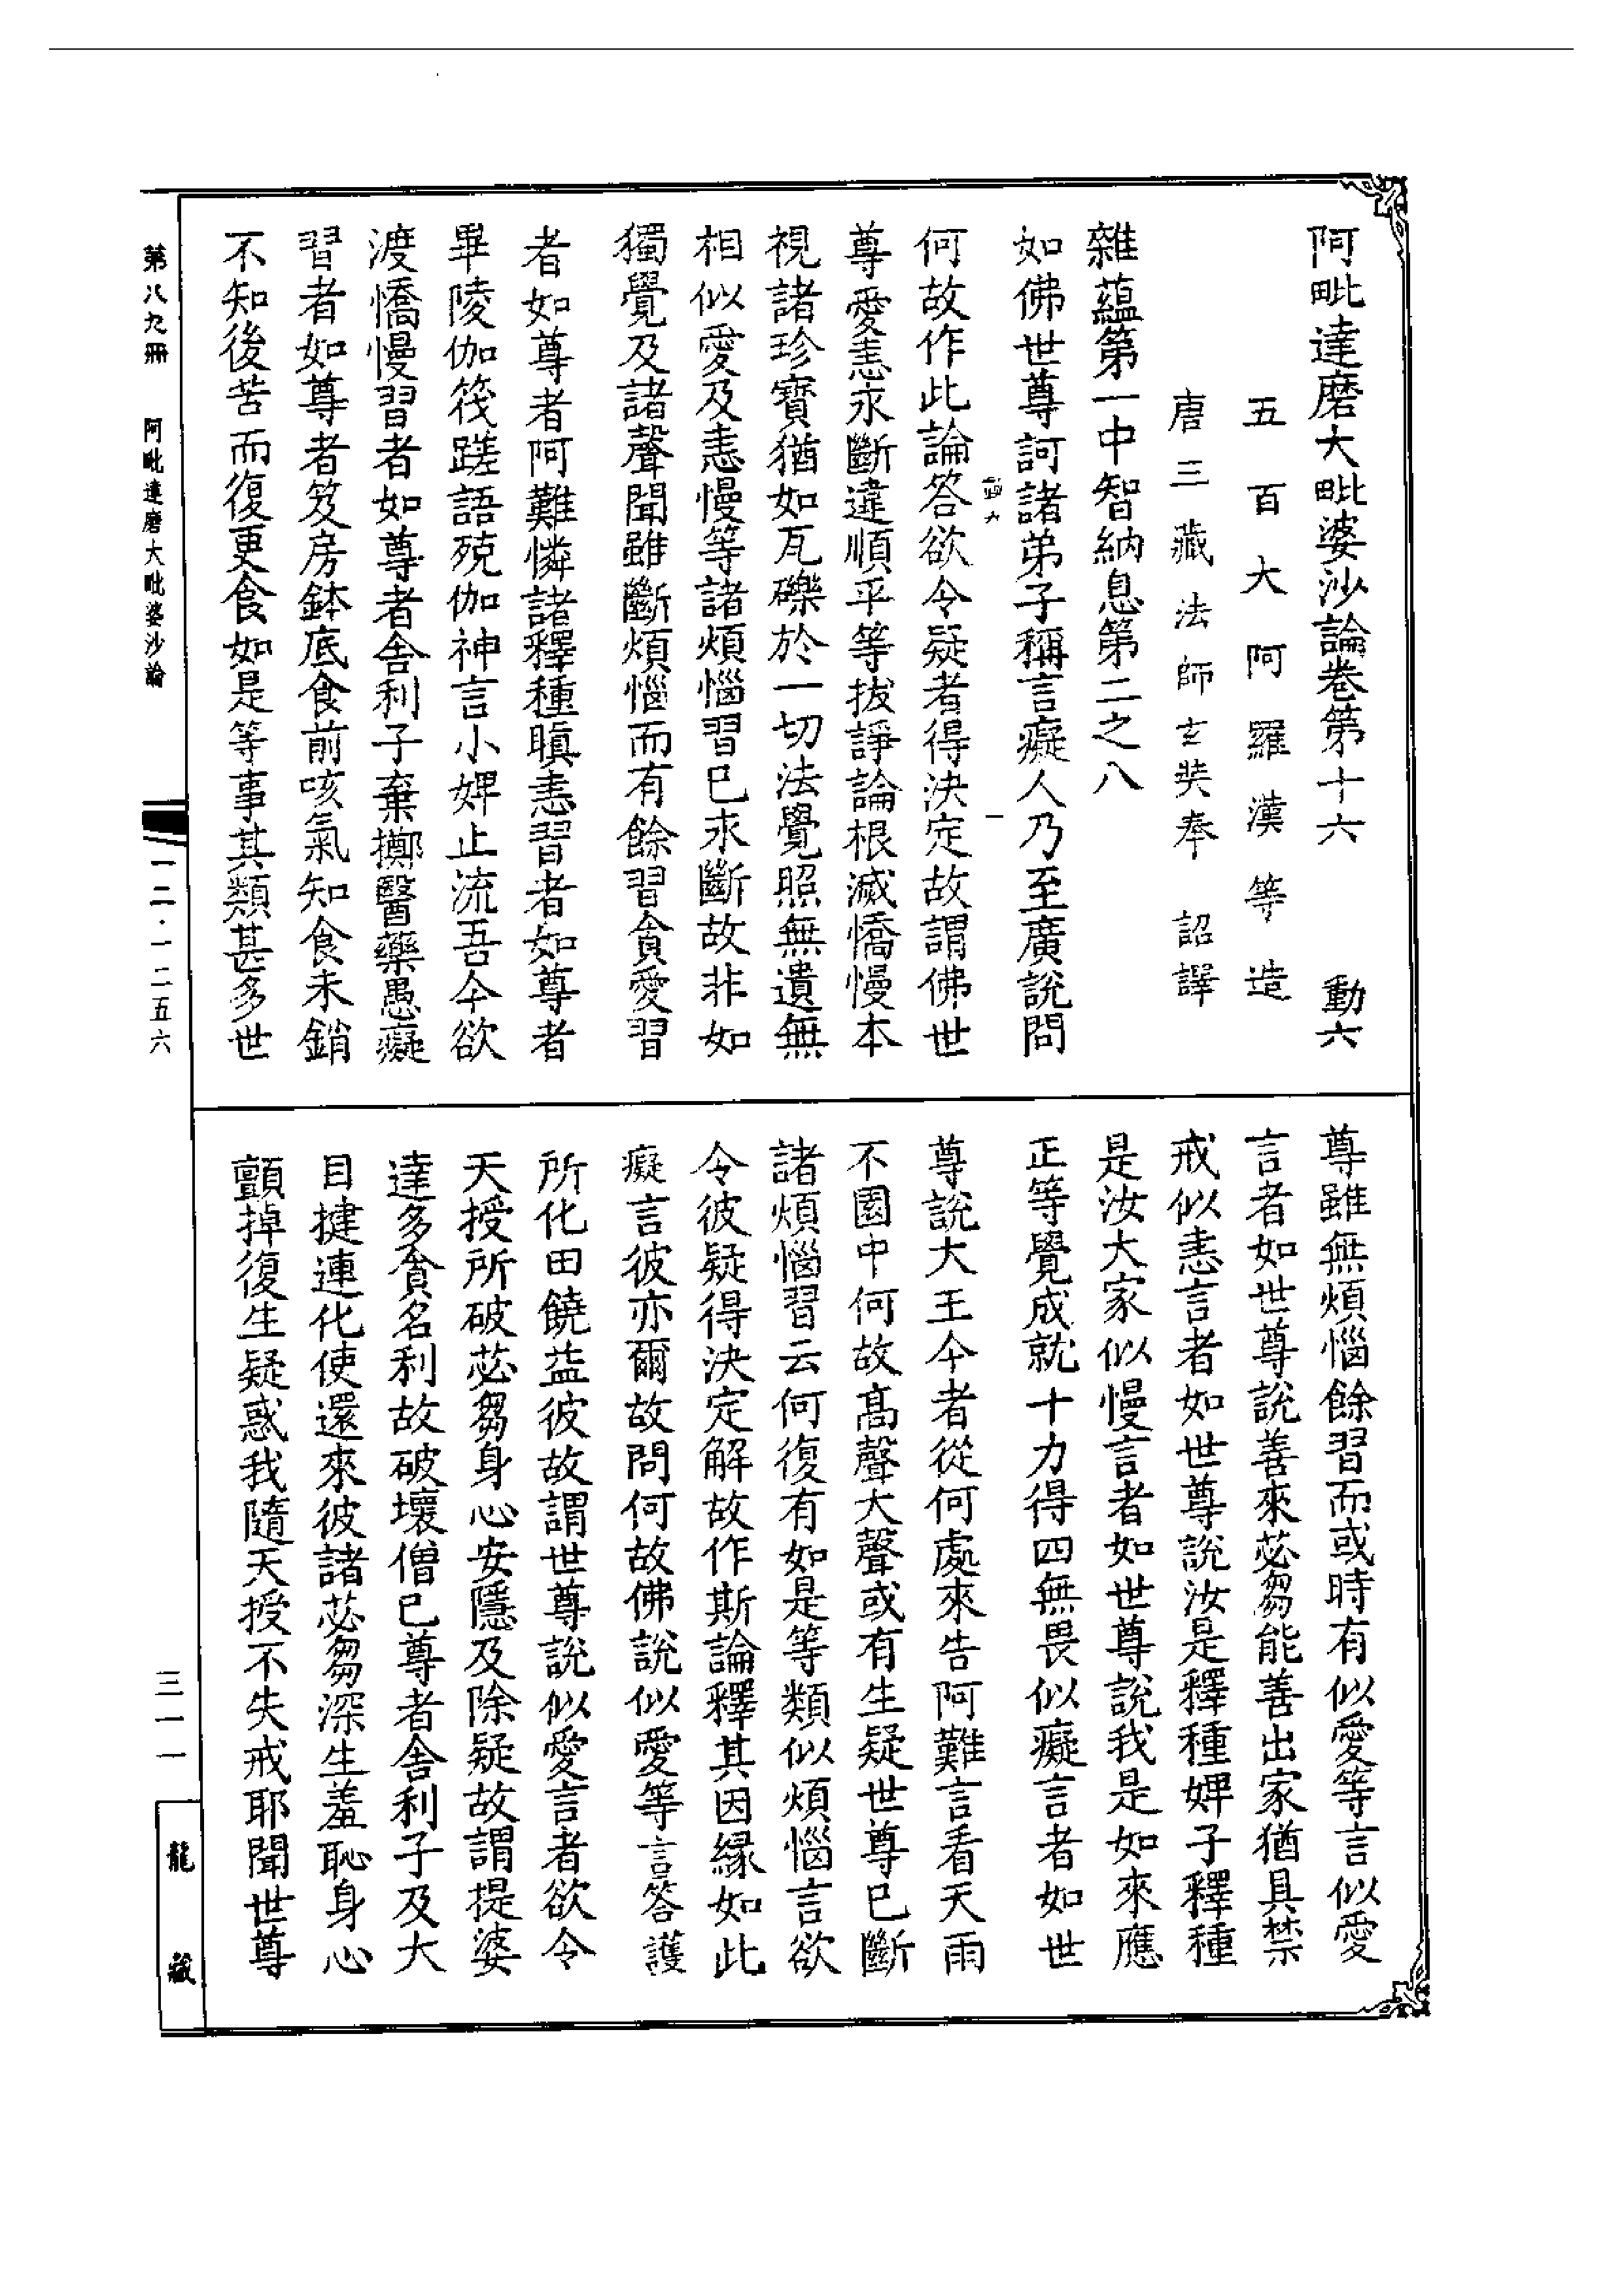 阿毗達磨大毗婆沙論卷第十六　動六
五百大阿羅漢等造
唐三藏法師玄奘奉　詔譯
雜蘊第一中智納息第二之八
如佛世尊訶諸弟子稱言癡人乃至廣說問
動六　一
何故作此論答欲令疑者得決定故謂佛世
尊愛恚永斷違順平等拔諍論根滅憍慢本
視諸珍寶猶如瓦礫於一切法覺照無遺無
相似愛及恚慢等諸煩惱習已永斷故非如
獨覺及諸聲聞雖斷煩惱而有餘習貪愛習
者如尊者阿難憐諸釋種瞋恚習者如尊者
畢陵伽筏蹉語殑伽神言小婢止流吾今欲
渡憍慢習者如尊者舍利子棄擲醫藥愚癡
習者如尊者笈房鉢底食前咳氣知食未銷
不知後苦而復更食如是等事其類甚多世
尊雖無煩惱餘習而或時有似愛等言似愛
言者如世尊說善來苾芻能善出家猶具禁
戒似恚言者如世尊說汝是釋種婢子釋種
是汝大家似慢言者如世尊說我是如來應
正等覺成就十力得四無畏似癡言者如世
尊說大王今者從何處來告阿難言看天雨
不園中何故高聲大聲或有生疑世尊已斷
諸煩惱習云何復有如是等類似煩惱言欲
令彼疑得決定解故作斯論釋其因緣如此
癡言彼亦爾故問何故佛說似愛等言答護
所化田饒益彼故謂世尊說似愛言者欲令
天授所破苾芻身心安隱及除疑故謂提婆
達多貪名利故破壞僧已尊者舍利子及大
目揵連化使還來彼諸苾芻深生羞恥身心
顫掉復生疑惑我隨天授不失戒耶聞世尊
第八九冊　阿毗達磨大毗婆沙論
一二·一二五六
三一一
龍藏